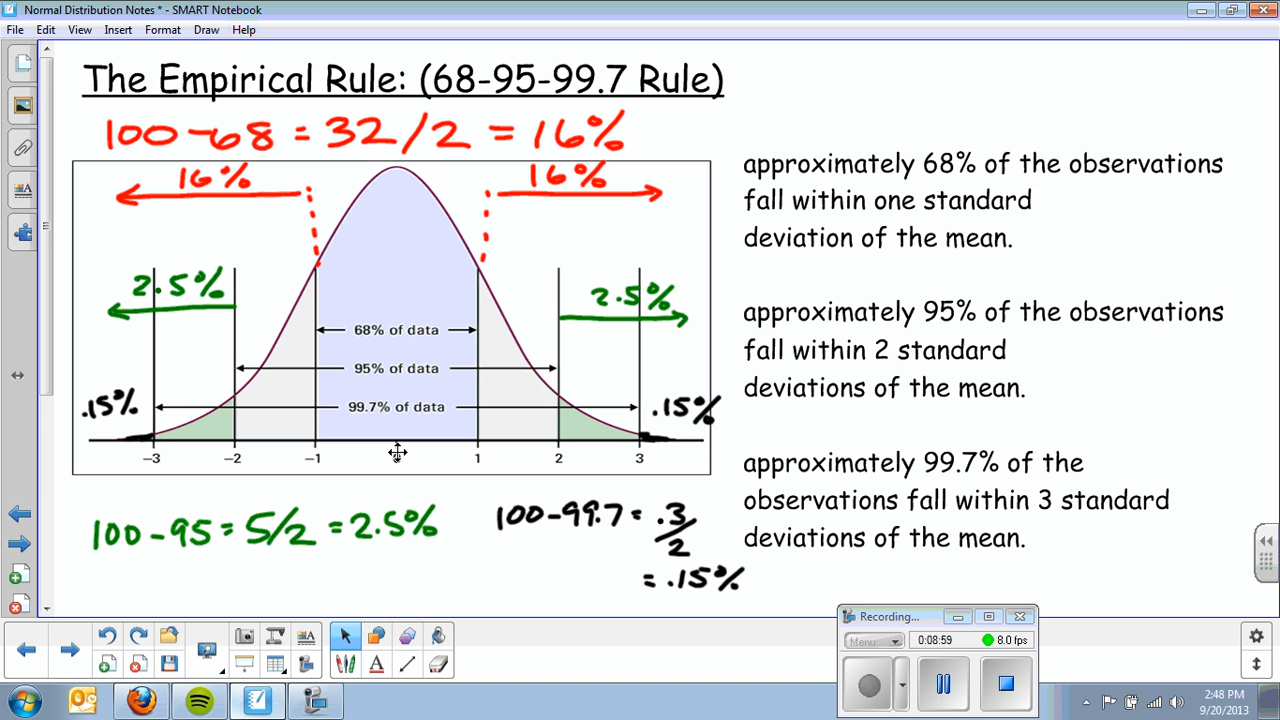 Normal Distribution Notes * - SMART Notebook
File Edit View Insert Format Draw Help
The Empirical Rule: (68-95-99.7 Rule)
100-68 = 32/2 = 16%
16% 16%
2.5% 2.5%
68% of data
95% of data
99.7% of data
.15% .15%
-3 -2 -1 1 2 3
100-95 = 5/2 = 2.5%
100-99.7 = .3/2
= .15%
approximately 68% of the observations
fall within one standard
deviation of the mean.
approximately 95% of the observations
fall within 2 standard
deviations of the mean.
approximately 99.7% of the
observations fall within 3 standard
deviations of the mean.
Recording...
Menu 0:08:59 8.0 fps
2:48 PM
9/20/2013